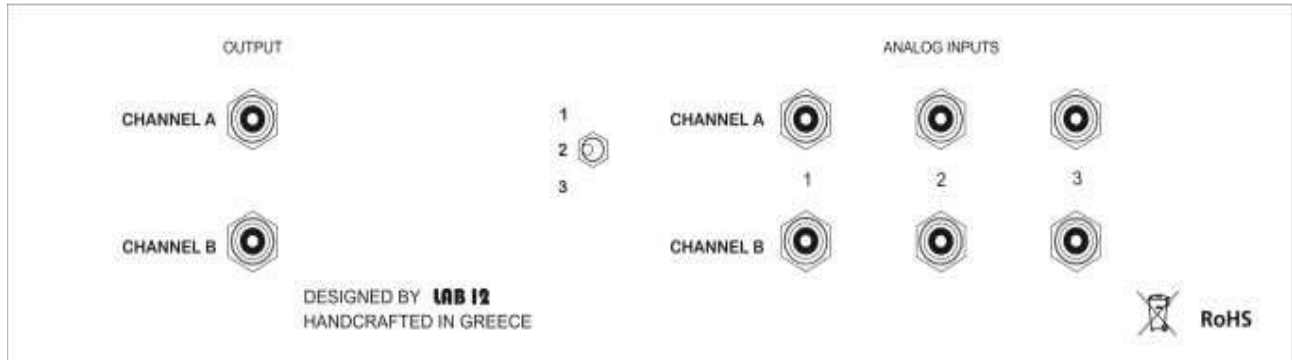 OUTPUT
ANALOG INPUTS
CHANNEL A
1
CHANNEL A
2
1
2
3
3
CHANNEL B
CHANNEL B
DESIGNED BY LAB 12
HANDCRAFTED IN GREECE
RoHS